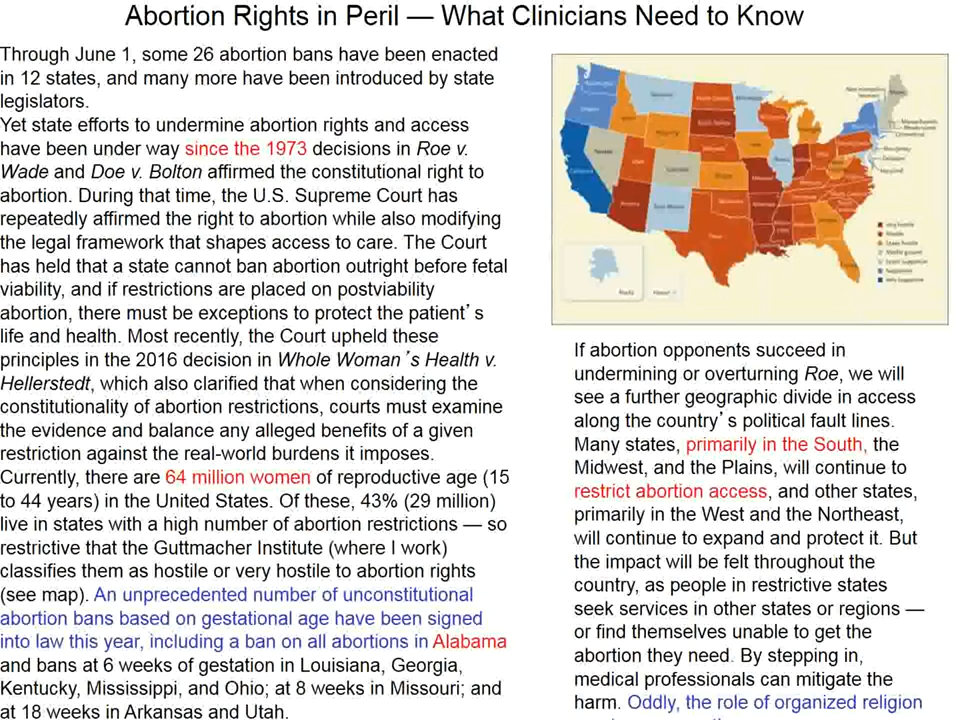 Abortion Rights in Peril — What Clinicians Need to Know
Through June 1, some 26 abortion bans have been enacted
in 12 states, and many more have been introduced by state
legislators.
Yet state efforts to undermine abortion rights and access
have been under way since the 1973 decisions in Roe v.
Wade and Doe v. Bolton affirmed the constitutional right to
abortion. During that time, the U.S. Supreme Court has
repeatedly affirmed the right to abortion while also modifying
the legal framework that shapes access to care. The Court
has held that a state cannot ban abortion outright before fetal
viability, and if restrictions are placed on postviability
abortion, there must be exceptions to protect the patient’s
life and health. Most recently, the Court upheld these
principles in the 2016 decision in Whole Woman’s Health v.
Hellerstedt, which also clarified that when considering the
constitutionality of abortion restrictions, courts must examine
the evidence and balance any alleged benefits of a given
restriction against the real-world burdens it imposes.
Currently, there are 64 million women of reproductive age (15
to 44 years) in the United States. Of these, 43% (29 million)
live in states with a high number of abortion restrictions — so
restrictive that the Guttmacher Institute (where I work)
classifies them as hostile or very hostile to abortion rights
(see map). An unprecedented number of unconstitutional
abortion bans based on gestational age have been signed
into law this year, including a ban on all abortions in Alabama
and bans at 6 weeks of gestation in Louisiana, Georgia,
Kentucky, Mississippi, and Ohio; at 8 weeks in Missouri; and
at 18 weeks in Arkansas and Utah.
Very hostile
Hostile
Leans hostile
Middle ground
Leans supportive
Supportive
Very supportive
Alaska
Hawaii
If abortion opponents succeed in
undermining or overturning Roe, we will
see a further geographic divide in access
along the country’s political fault lines.
Many states, primarily in the South, the
Midwest, and the Plains, will continue to
restrict abortion access, and other states,
primarily in the West and the Northeast,
will continue to expand and protect it. But
the impact will be felt throughout the
country, as people in restrictive states
seek services in other states or regions —
or find themselves unable to get the
abortion they need. By stepping in,
medical professionals can mitigate the
harm. Oddly, the role of organized religion